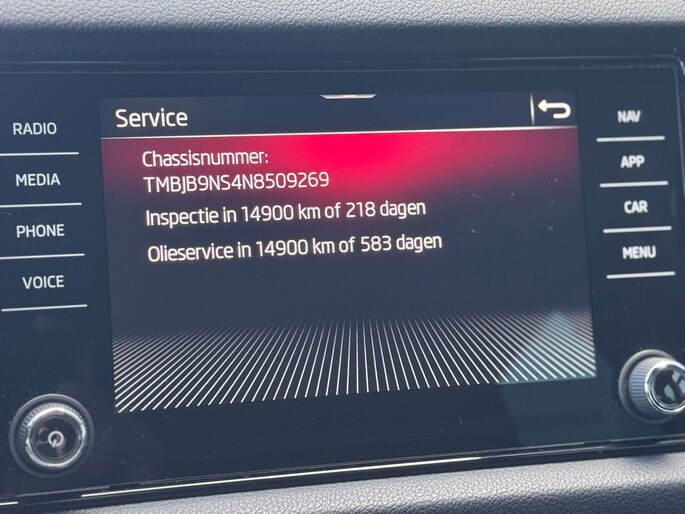 Service
RADIO
MEDIA
PHONE
VOICE
Chassisnummer:
TMBJB9NS4N8509269
Inspectie in 14900 km of 218 dagen
Olieservice in 14900 km of 583 dagen
NAV
APP
CAR
MENU